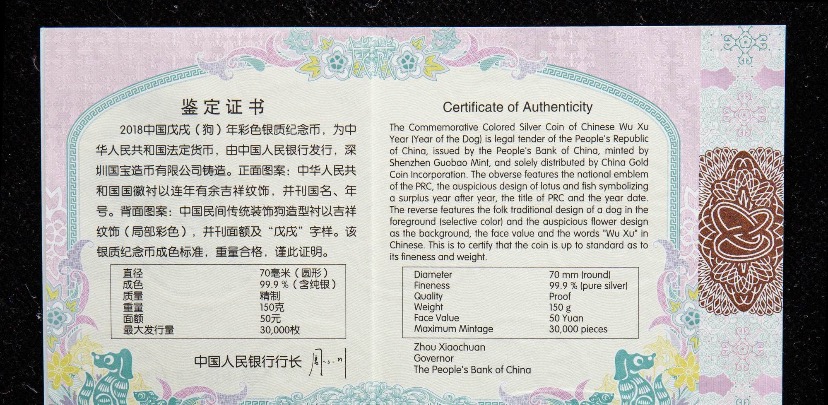 鉴定证书
2018中国戊戌（狗）年彩色银质纪念币，为中
华人民共和国法定货币，由中国人民银行发行，深
圳国宝造币有限公司铸造。正面图案：中华人民共
和国国徽衬以连年有余吉祥纹饰，并刊国名、年
号。背面图案：中国民间传统装饰狗造型衬以吉祥
纹饰（局部彩色），并刊面额及“戊戌”字样。该
银质纪念币成色标准，重量合格，谨此证明。
直径 70毫米（圆形）
成色 99.9 %（含纯银）
质量 精制
重量 150克
面额 50元
最大发行量 30,000枚
中国人民银行行长
Certificate of Authenticity
The Commemorative Colored Silver Coin of Chinese Wu Xu
Year (Year of the Dog) is legal tender of the People's Republic
of China, issued by the People's Bank of China, minted by
Shenzhen Guobao Mint, and solely distributed by China Gold
Coin Incorporation. The obverse features the national emblem
of the PRC, the auspicious design of lotus and fish symbolizing
a surplus year after year, the title of PRC and the year date.
The reverse features the folk traditional design of a dog in the
foreground (selective color) and the auspicious flower design
as the background, the face value and the words "Wu Xu" in
Chinese. This is to certify that the coin is up to standard as to
its fineness and weight.
Diameter 70 mm (round)
Fineness 99.9 % (pure silver)
Quality Proof
Weight 150 g
Face Value 50 Yuan
Maximum Mintage 30,000 pieces
Zhou Xiaochuan
Governor
The People's Bank of China